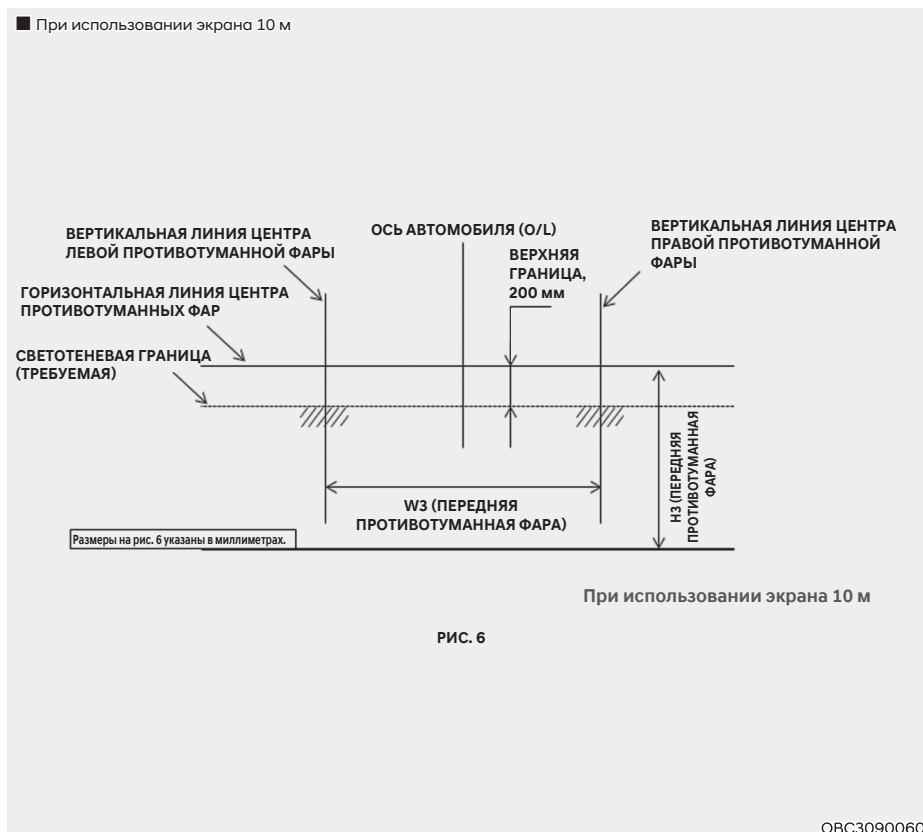 ■ При использовании экрана 10 м
ВЕРТИКАЛЬНАЯ ЛИНИЯ ЦЕНТРА
ЛЕВОЙ ПРОТИВОТУМАННОЙ ФАРЫ
ОСЬ АВТОМОБИЛЯ (O/L)
ВЕРХНЯЯ
ГРАНИЦА,
200 мм
ВЕРТИКАЛЬНАЯ ЛИНИЯ ЦЕНТРА
ПРАВОЙ ПРОТИВОТУМАННОЙ
ФАРЫ
ГОРИЗОНТАЛЬНАЯ ЛИНИЯ ЦЕНТРА
ПРОТИВОТУМАННЫХ ФАР
СВЕТОТЕНЕВАЯ ГРАНИЦА
(ТРЕБУЕМАЯ)
W3 (ПЕРЕДНЯЯ
ПРОТИВОТУМАННАЯ ФАРА)
H3 (ПЕРЕДНЯЯ
ПРОТИВОТУМАННАЯ
ФАРА)
Размеры на рис. 6 указаны в миллиметрах.
При использовании экрана 10 м
РИС. 6
OBC3090060